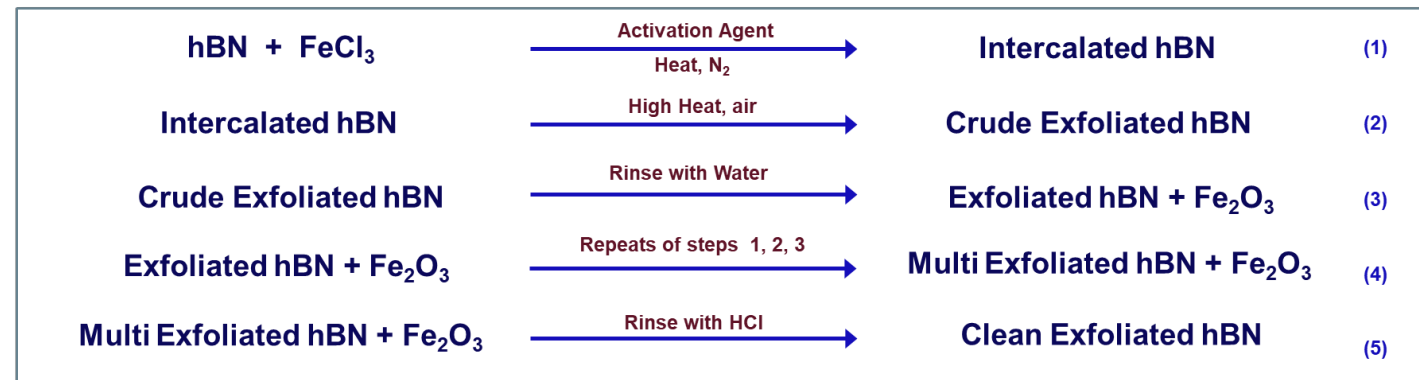 hBN + FeCl₃ Activation Agent Heat, N₂ Intercalated hBN (1)
Intercalated hBN High Heat, air Crude Exfoliated hBN (2)
Crude Exfoliated hBN Rinse with Water Exfoliated hBN + Fe₂O₃ (3)
Exfoliated hBN + Fe₂O₃ Repeats of steps 1, 2, 3 Multi Exfoliated hBN + Fe₂O₃ (4)
Multi Exfoliated hBN + Fe₂O₃ Rinse with HCl Clean Exfoliated hBN (5)